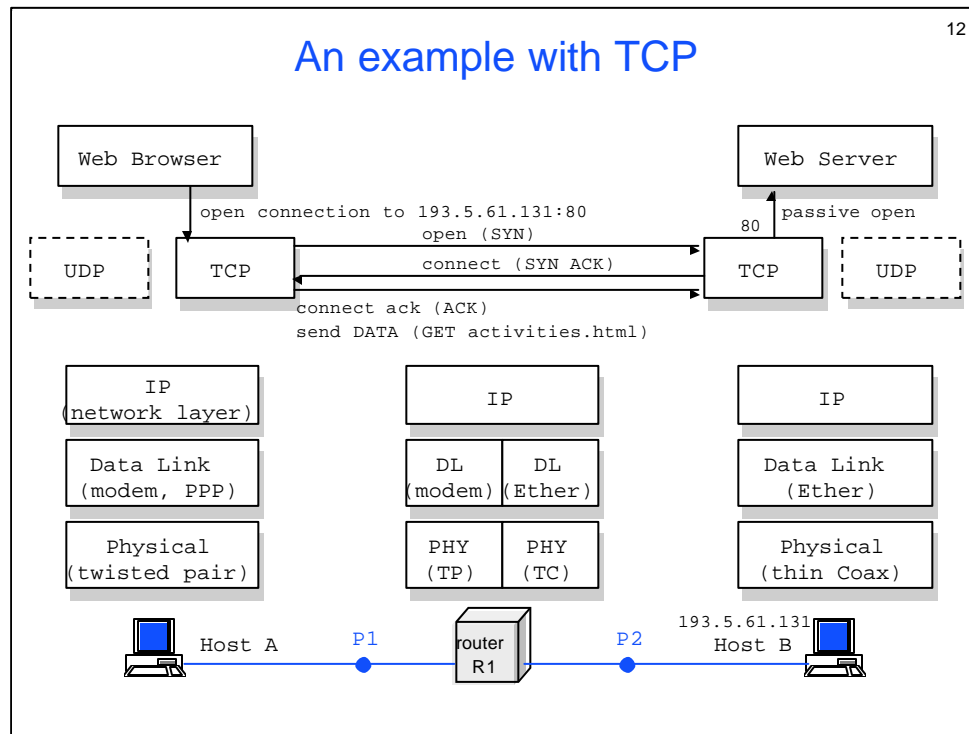 12
An example with TCP
Web Browser
Web Server
open connection to 193.5.61.131:80
80
passive open
open (SYN)
UDP
TCP
connect (SYN ACK)
TCP
UDP
connect ack (ACK)
send DATA (GET activities.html)
IP
(network layer)
IP
IP
Data Link
(modem, PPP)
DL
(modem)
DL
(Ether)
Data Link
(Ether)
Physical
(twisted pair)
PHY
(TP)
PHY
(TC)
Physical
(thin Coax)
Host A
P1
router
R1
P2
193.5.61.131
Host B